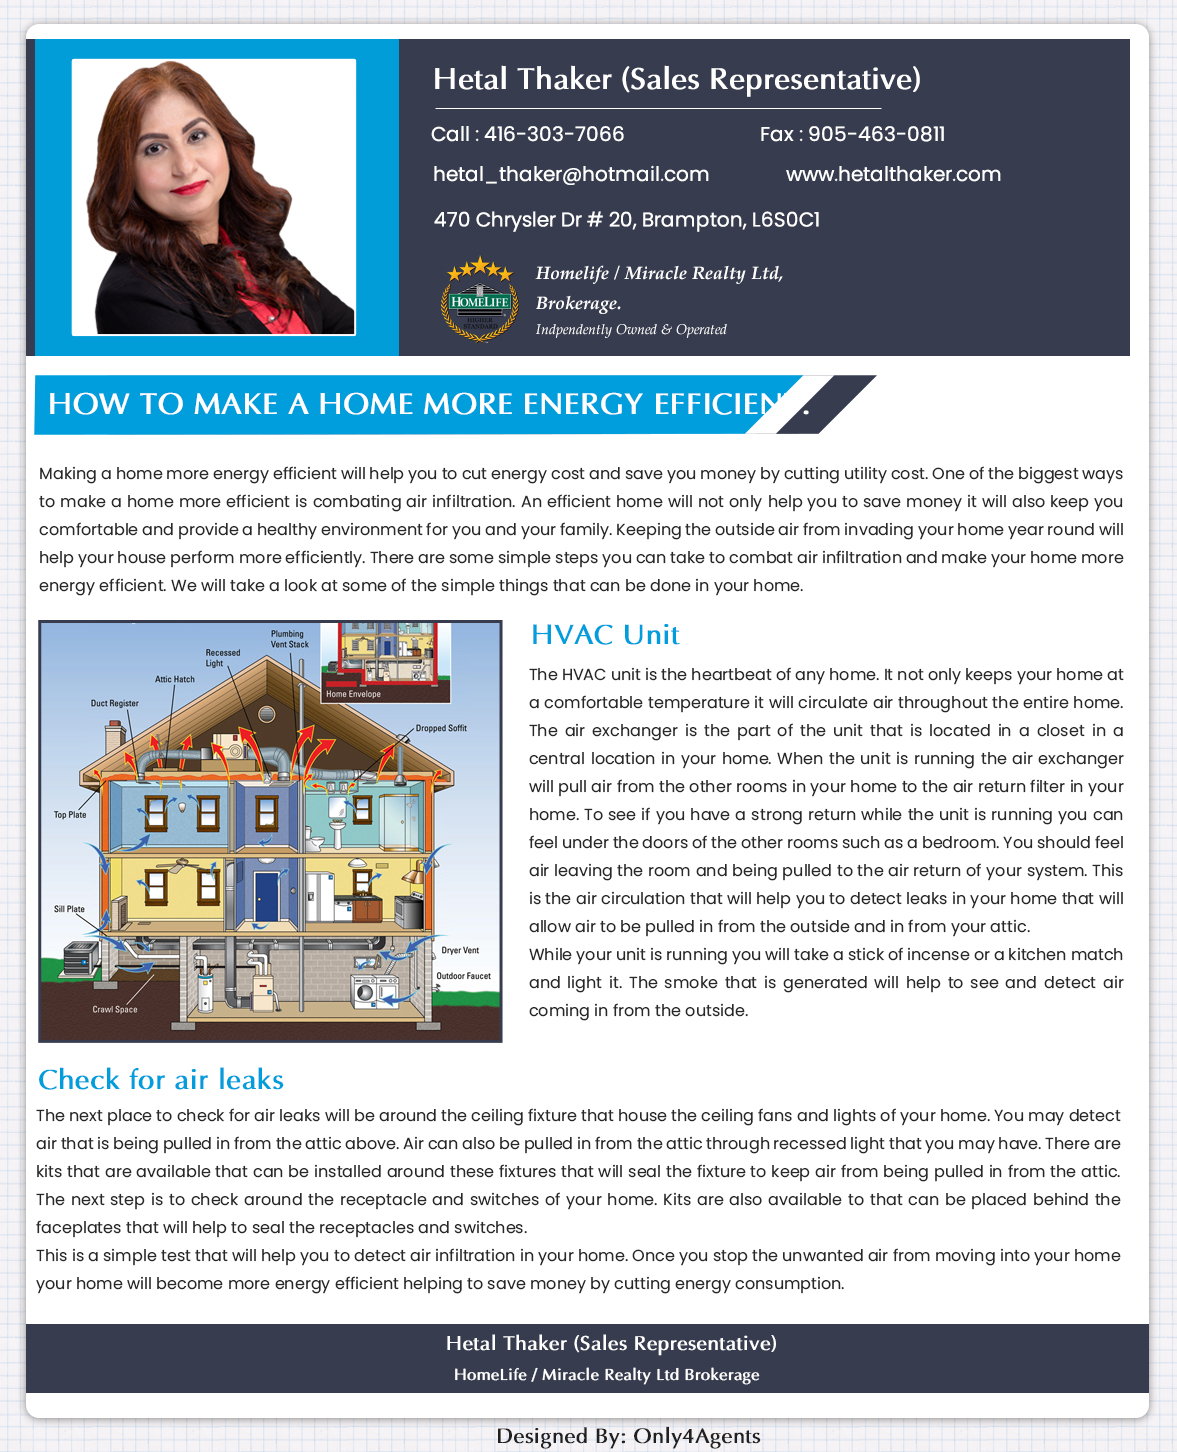 Hetal Thaker (Sales Representative)
Call : 416-303-7066
Fax : 905-463-0811
hetal_thaker@hotmail.com
www.hetalthaker.com
470 Chrysler Dr # 20, Brampton, L6S0C1
HOMELIFE
HIGHER
STANDARDS
Homelife / Miracle Realty Ltd,
Brokerage.
Indpendently Owned & Operated
HOW TO MAKE A HOME MORE ENERGY EFFICIENT.
Making a home more energy efficient will help you to cut energy cost and save you money by cutting utility cost. One of the biggest ways
to make a home more efficient is combating air infiltration. An efficient home will not only help you to save money it will also keep you
comfortable and provide a healthy environment for you and your family. Keeping the outside air from invading your home year round will
help your house perform more efficiently. There are some simple steps you can take to combat air infiltration and make your home more
energy efficient. We will take a look at some of the simple things that can be done in your home.
Plumbing
Vent Stack
Recessed
Light
Attic Hatch
Duct Register
Home Envelope
Dropped Soffit
Top Plate
Sill Plate
Dryer Vent
Outdoor Faucet
Crawl Space
HVAC Unit
The HVAC unit is the heartbeat of any home. It not only keeps your home at
a comfortable temperature it will circulate air throughout the entire home.
The air exchanger is the part of the unit that is located in a closet in a
central location in your home. When the unit is running the air exchanger
will pull air from the other rooms in your home to the air return filter in your
home. To see if you have a strong return while the unit is running you can
feel under the doors of the other rooms such as a bedroom. You should feel
air leaving the room and being pulled to the air return of your system. This
is the air circulation that will help you to detect leaks in your home that will
allow air to be pulled in from the outside and in from your attic.
While your unit is running you will take a stick of incense or a kitchen match
and light it. The smoke that is generated will help to see and detect air
coming in from the outside.
Check for air leaks
The next place to check for air leaks will be around the ceiling fixture that house the ceiling fans and lights of your home. You may detect
air that is being pulled in from the attic above. Air can also be pulled in from the attic through recessed light that you may have. There are
kits that are available that can be installed around these fixtures that will seal the fixture to keep air from being pulled in from the attic.
The next step is to check around the receptacle and switches of your home. Kits are also available to that can be placed behind the
faceplates that will help to seal the receptacles and switches.
This is a simple test that will help you to detect air infiltration in your home. Once you stop the unwanted air from moving into your home
your home will become more energy efficient helping to save money by cutting energy consumption.
Hetal Thaker (Sales Representative)
HomeLife / Miracle Realty Ltd Brokerage
Designed By: Only4Agents